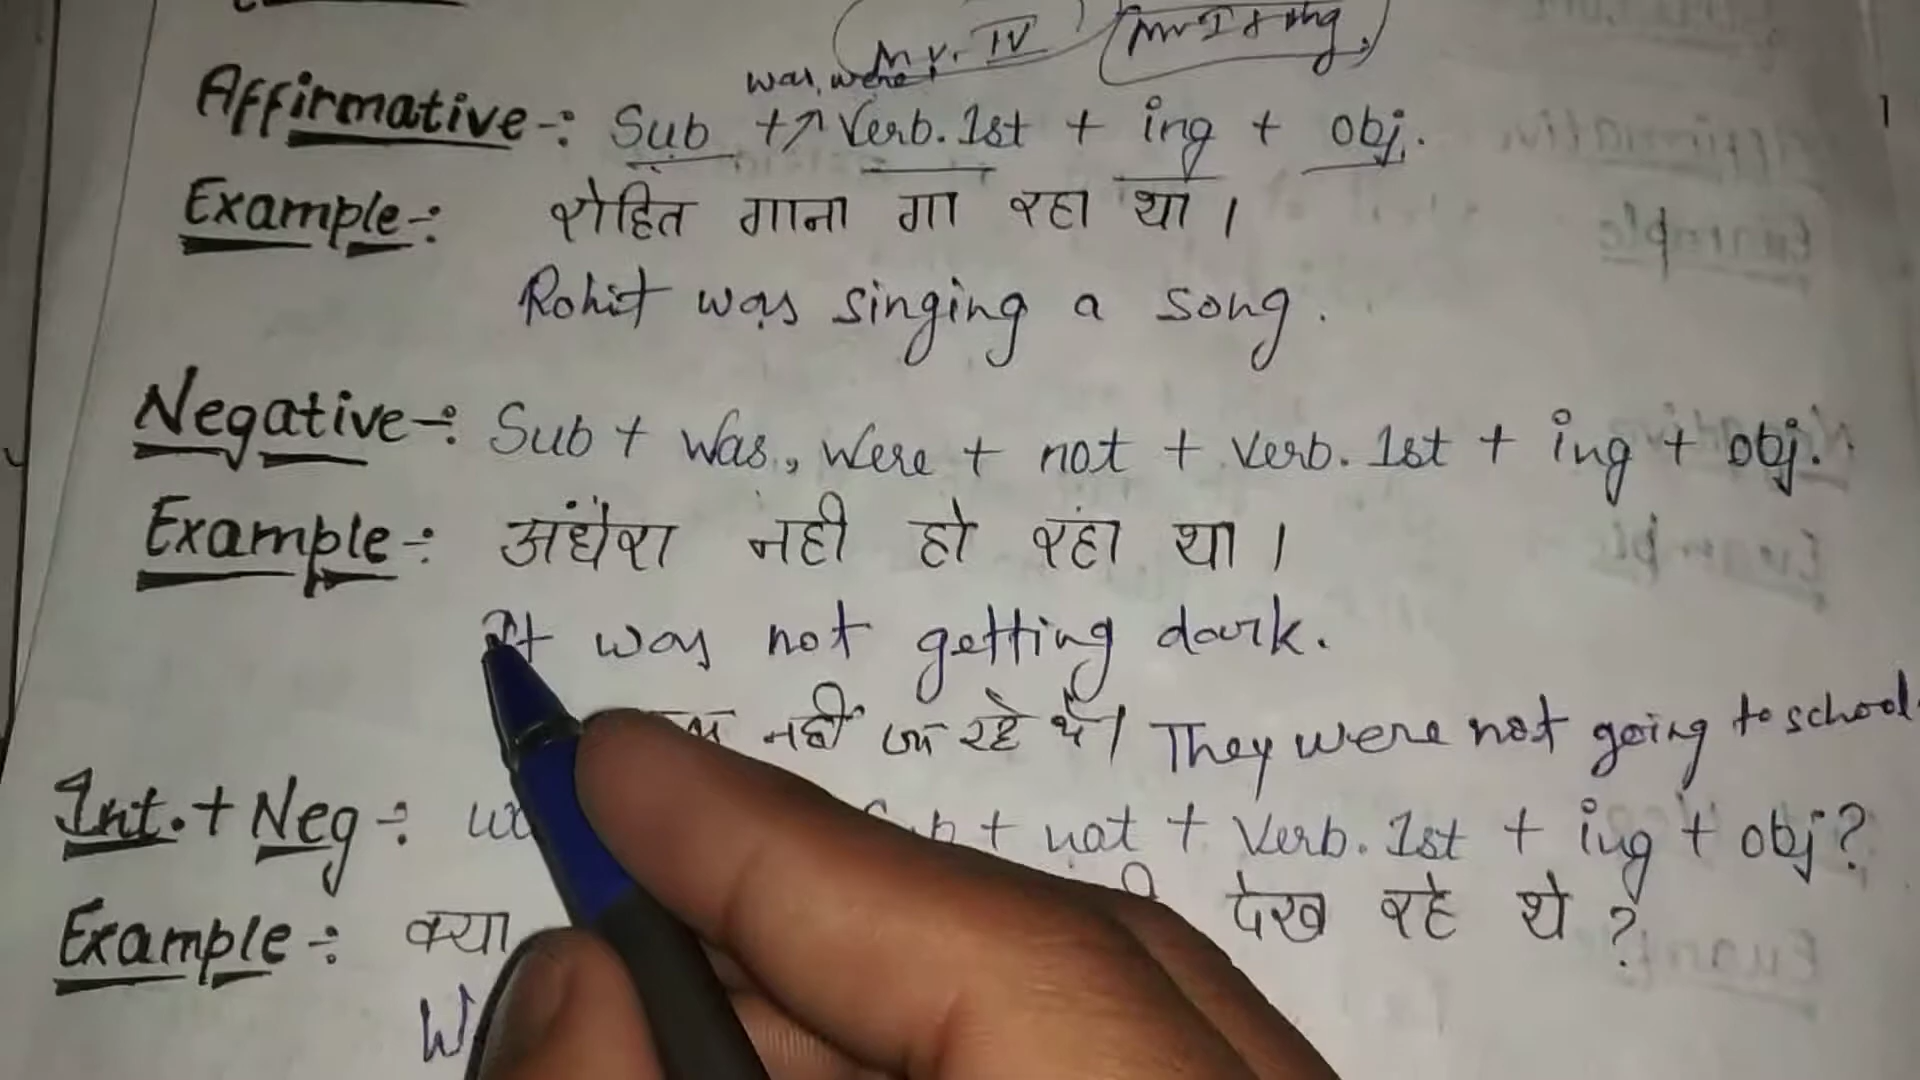 Mv. IV MvI + ing
was, were
Affirmative-: Sub + Verb. 1st + ing + obj.
Example-: रोहित गाना गा रहा था ।
Rohit was singing a song.
Negative-: Sub + was, were + not + verb. 1st + ing + obj.
Example-: अंधेरा नही हो रहा था ।
It was not getting dark.
नहीं जा रहे थे। They were not going to school.
Int. + Neg-: + not + Verb. 1st + ing + obj?
Example-: क्या देख रहे थे ?